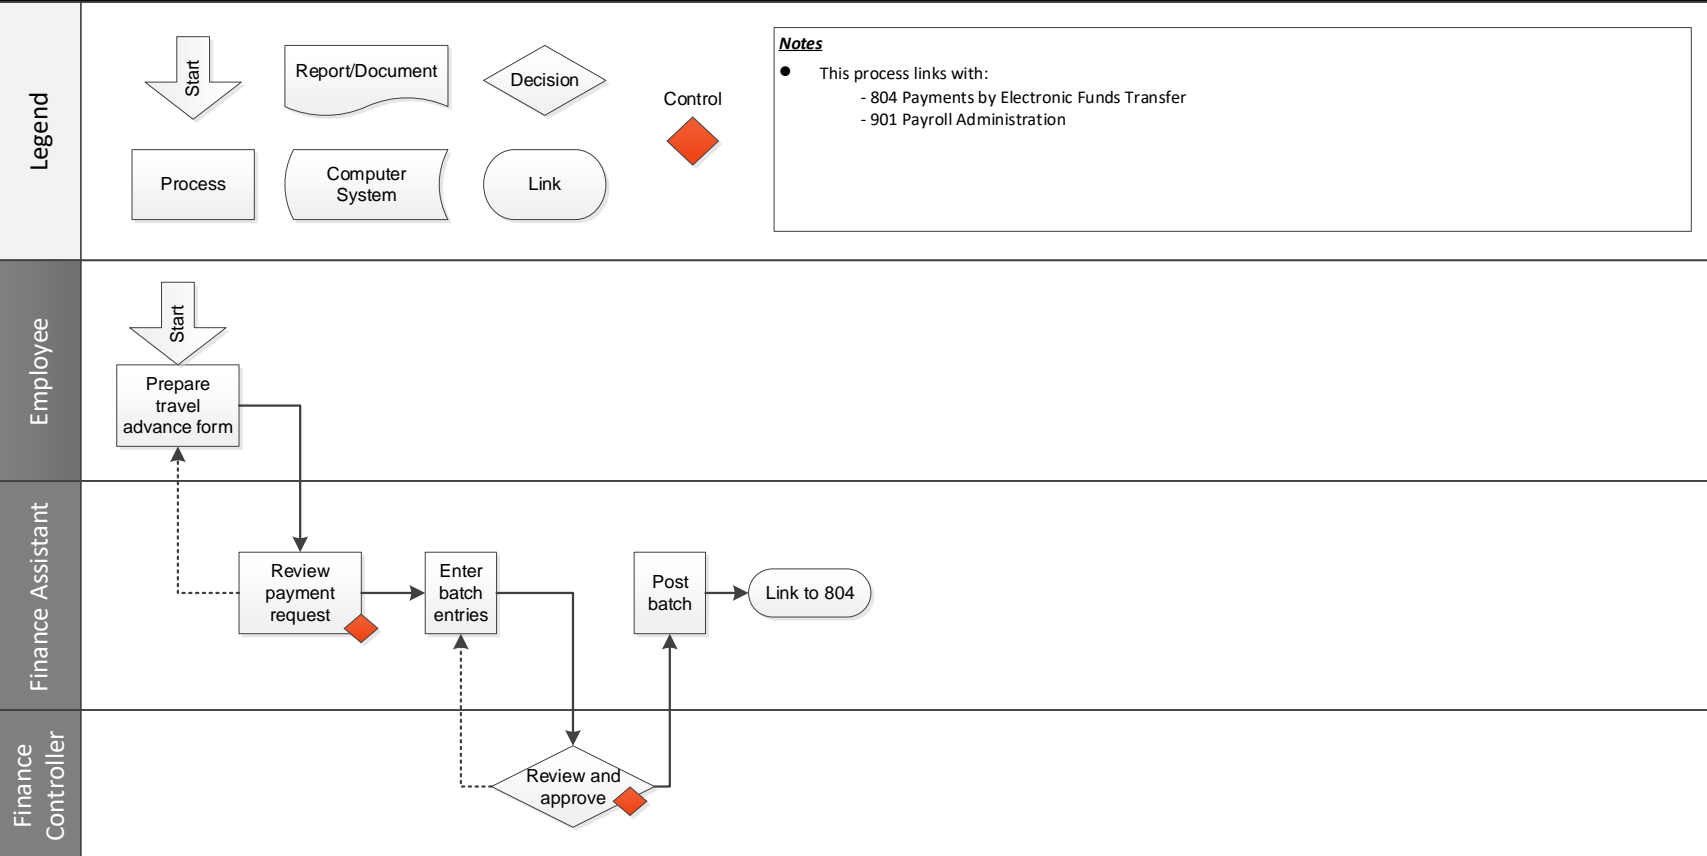 Legend
Start
Report/Document
Decision
Control
Process
Computer
System
Link
Notes
● This process links with:
- 804 Payments by Electronic Funds Transfer
- 901 Payroll Administration
Employee
Start
Prepare
travel
advance form
Finance Assistant
Review
payment
request
Enter
batch
entries
Post
batch
Link to 804
Finance
Controller
Review and
approve